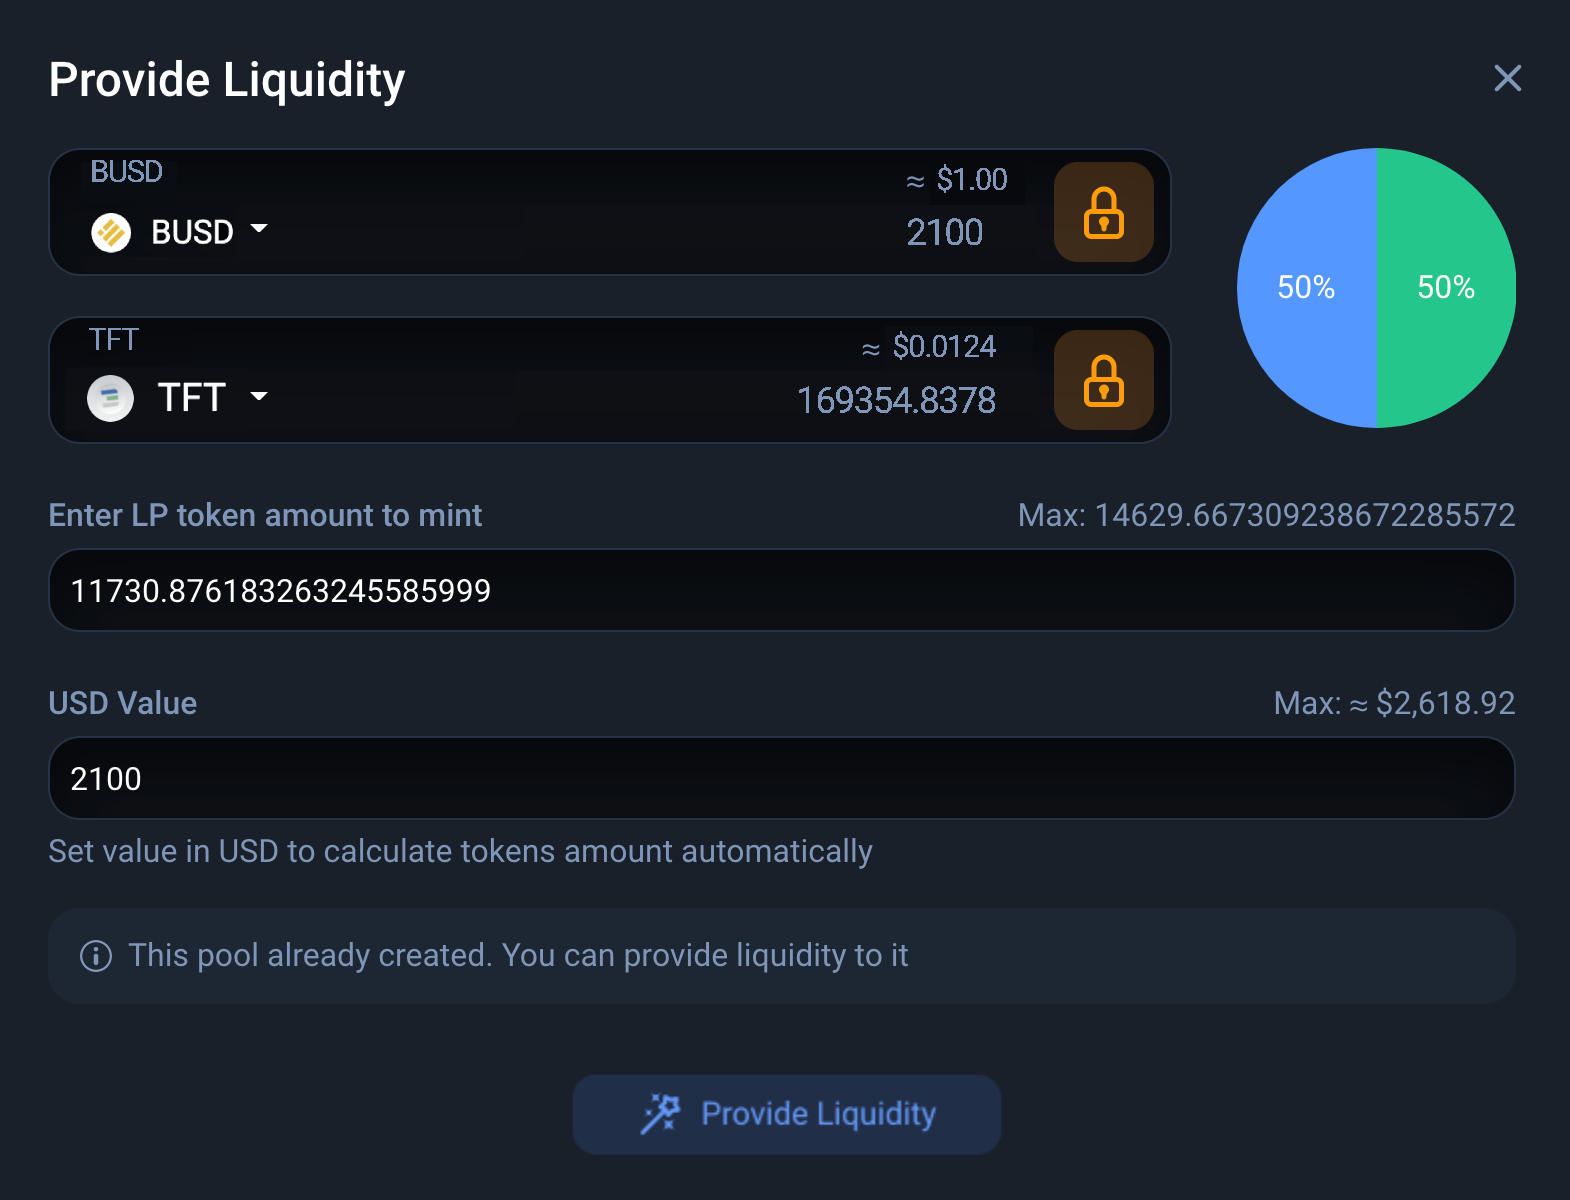 Provide Liquidity
BUSD
≈ $1.00
BUSD
2100
50%
50%
TFT
≈ $0.0124
TFT
169354.8378
Enter LP token amount to mint
Max: 14629.667309238672285572
11730.876183263245585999
USD Value
Max: ≈ $2,618.92
2100
Set value in USD to calculate tokens amount automatically
This pool already created. You can provide liquidity to it
Provide Liquidity